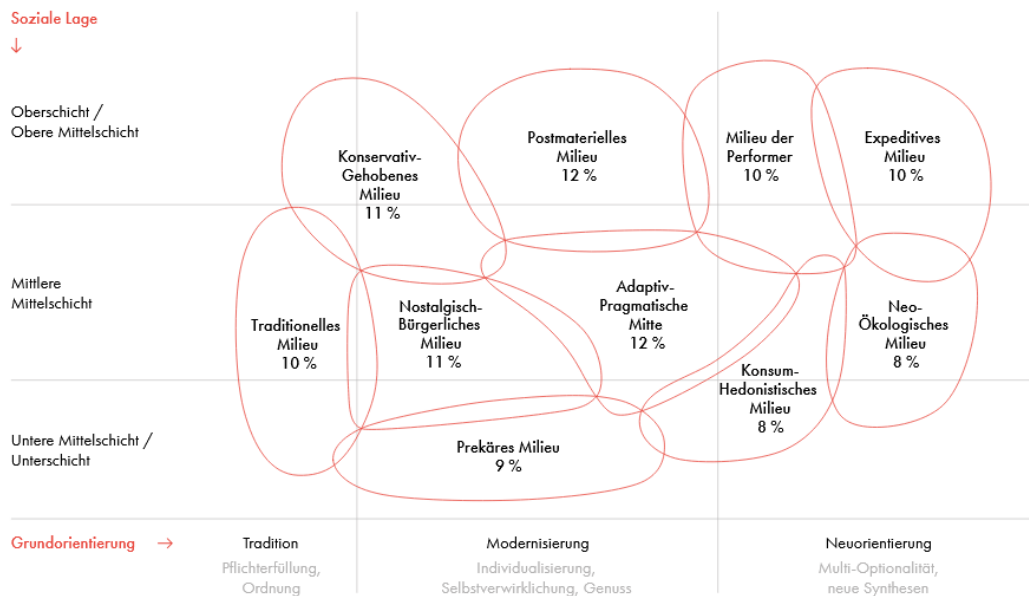 Soziale Lage
↓
Oberschicht /
Obere Mittelschicht
Konservativ-
Gehobenes
Milieu
11 %
Postmaterielles
Milieu
12 %
Milieu der
Performer
10 %
Expeditives
Milieu
10 %
Mittlere
Mittelschicht
Traditionelles
Milieu
10 %
Nostalgisch-
Bürgerliches
Milieu
11 %
Adaptiv-
Pragmatische
Mitte
12 %
Neo-
Ökologisches
Milieu
8 %
Konsum-
Hedonistisches
Milieu
8 %
Untere Mittelschicht /
Unterschicht
Prekäres Milieu
9 %
Grundorientierung →
Tradition
Pflichterfüllung,
Ordnung
Modernisierung
Individualisierung,
Selbstverwirklichung, Genuss
Neuorientierung
Multi-Optionalität,
neue Synthesen